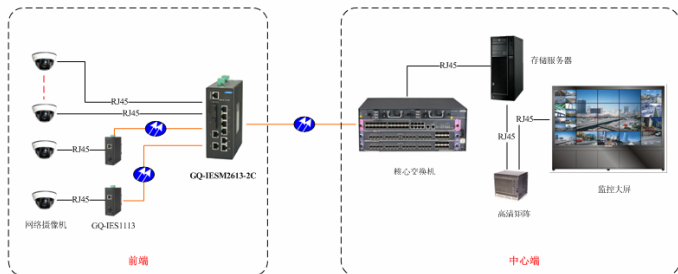 RJ45
RJ45
RJ45
RJ45
GQ-IESM2613-2C
网络摄像机
GQ-IES1113
前端
RJ45
存储服务器
核心交换机
RJ45
RJ45
高清矩阵
监控大屏
中心端